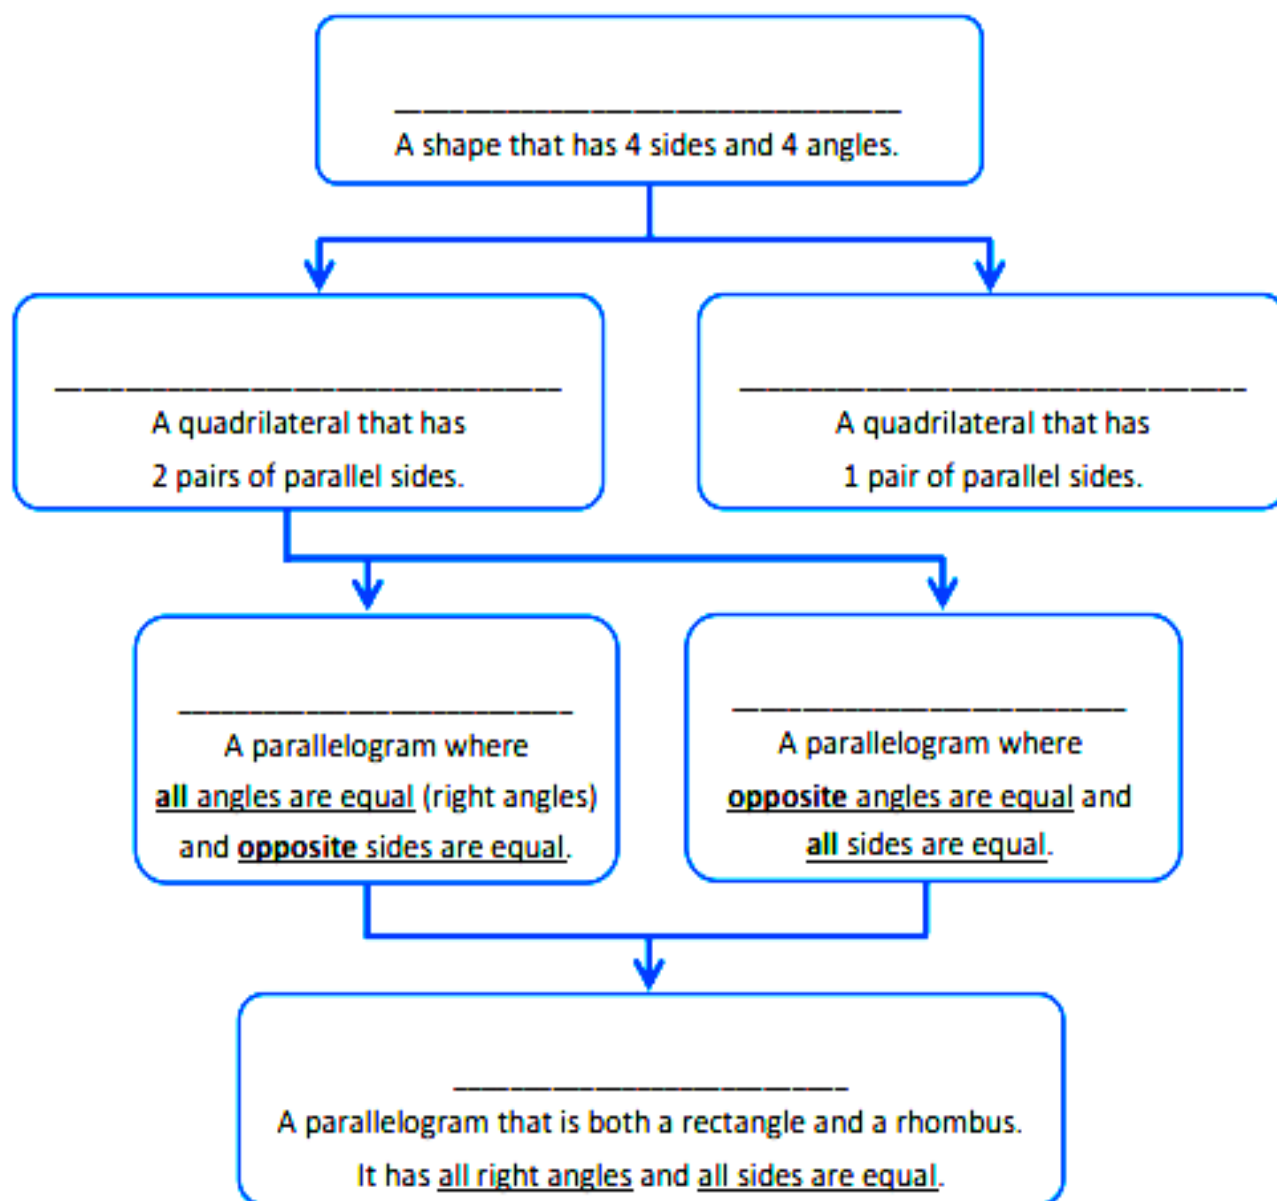 A shape that has 4 sides and 4 angles.
A quadrilateral that has
2 pairs of parallel sides.
A quadrilateral that has
1 pair of parallel sides.
A parallelogram where
all angles are equal (right angles)
and opposite sides are equal.
A parallelogram where
opposite angles are equal and
all sides are equal.
A parallelogram that is both a rectangle and a rhombus.
It has all right angles and all sides are equal.